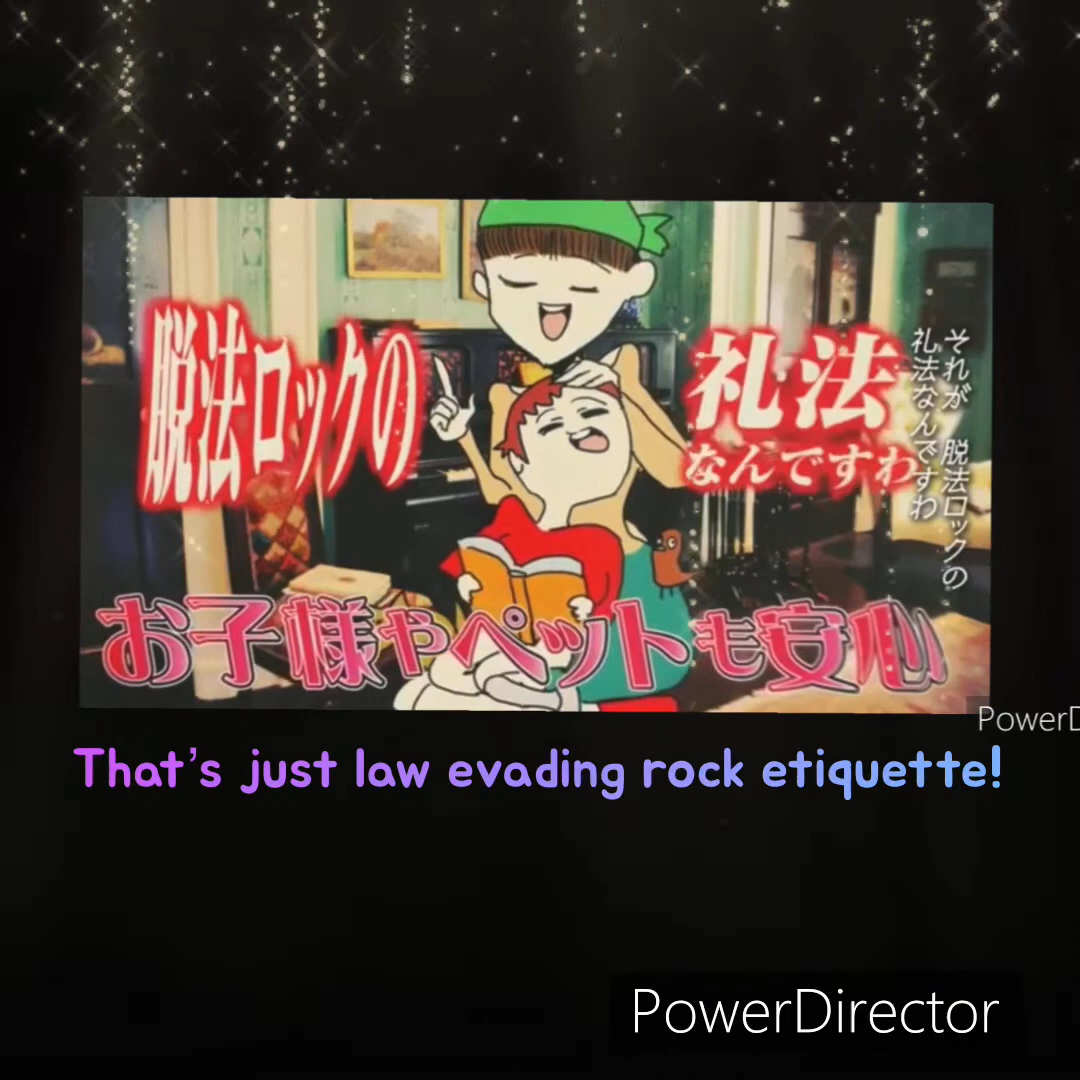 脱法ロックの
礼法
なんですわ
それが 脱法ロックの
礼法なんですわ
お子様やペットも安心
PowerD
That's just law evading rock etiquette!
PowerDirector